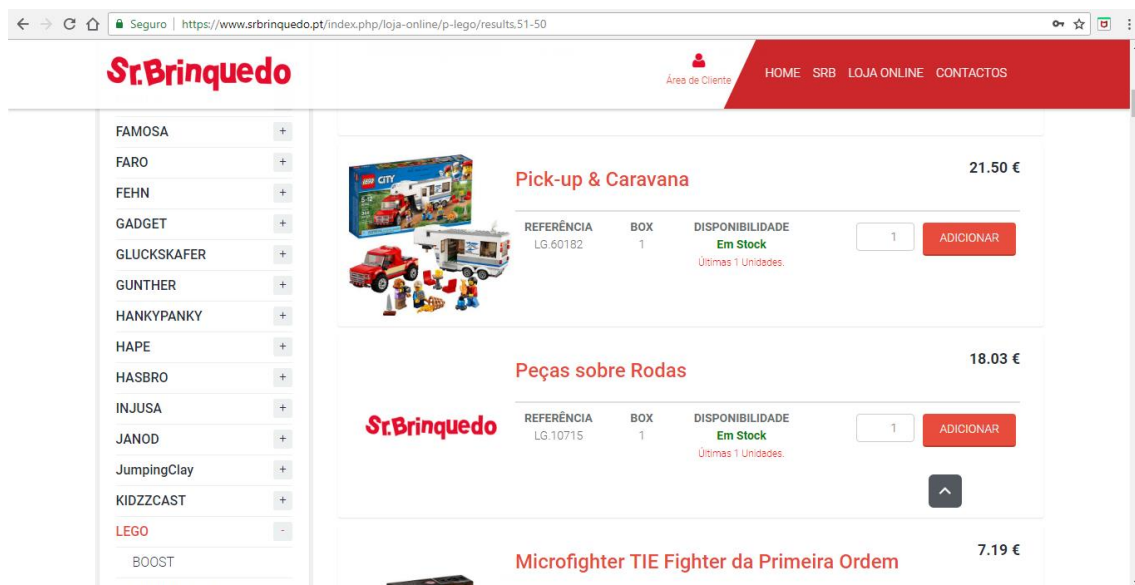 Seguro | https://www.srbrinquedo.pt/index.php/loja-online/p-lego/results,51-50
Sr.Brinquedo
Área de Cliente
HOME SRB LOJA ONLINE CONTACTOS
FAMOSA +
FARO +
FEHN +
GADGET +
GLUCKSKAFER +
GUNTHER +
HANKYPANKY +
HAPE +
HASBRO +
INJUSA +
JANOD +
JumpingClay +
KIDZZCAST +
LEGO -
BOOST
LEGO CITY
Pick-up & Caravana
21.50 €
REFERÊNCIA BOX DISPONIBILIDADE
LG.60182 1 Em Stock
Últimas 1 Unidades.
1 ADICIONAR
Peças sobre Rodas
18.03 €
Sr.Brinquedo
REFERÊNCIA BOX DISPONIBILIDADE
LG.10715 1 Em Stock
Últimas 1 Unidades.
1 ADICIONAR
Microfighter TIE Fighter da Primeira Ordem
7.19 €